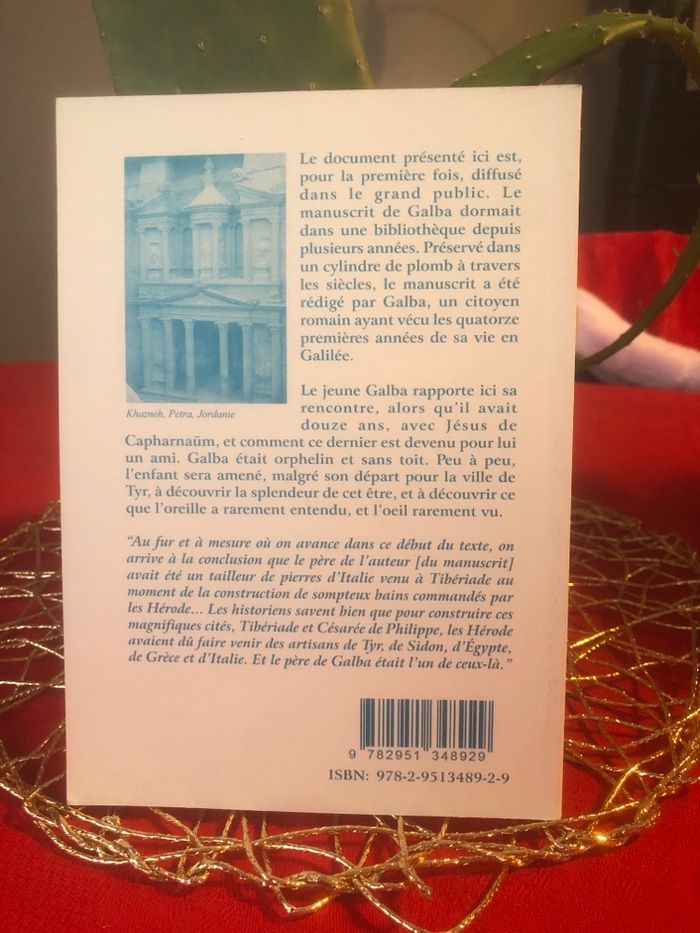 Le document présenté ici est,
pour la première fois, diffusé
dans le grand public. Le
manuscrit de Galba dormait
dans une bibliothèque depuis
plusieurs années. Préservé dans
un cylindre de plomb à travers
les siècles, le manuscrit a été
rédigé par Galba, un citoyen
romain ayant vécu les quatorze
premières années de sa vie en
Galilée.
Khazneh, Petra, Jordanie
Le jeune Galba rapporte ici sa
rencontre, alors qu'il avait
douze ans, avec Jésus de
Capharnaüm, et comment ce dernier est devenu pour lui
un ami. Galba était orphelin et sans toit. Peu à peu,
l'enfant sera amené, malgré son départ pour la ville de
Tyr, à découvrir la splendeur de cet être, et à découvrir ce
que l'oreille a rarement entendu, et l'oeil rarement vu.
"Au fur et à mesure où on avance dans ce début du texte, on
arrive à la conclusion que le père de l'auteur [du manuscrit]
avait été un tailleur de pierres d'Italie venu à Tibériade au
moment de la construction de sompteux bains commandés par
les Hérode... Les historiens savent bien que pour construire ces
magnifiques cités, Tibériade et Césarée de Philippe, les Hérode
avaient dû faire venir des artisans de Tyr, de Sidon, d'Égypte,
de Grèce et d'Italie. Et le père de Galba était l'un de ceux-là."
9 782951 348929
ISBN: 978-2-9513489-2-9